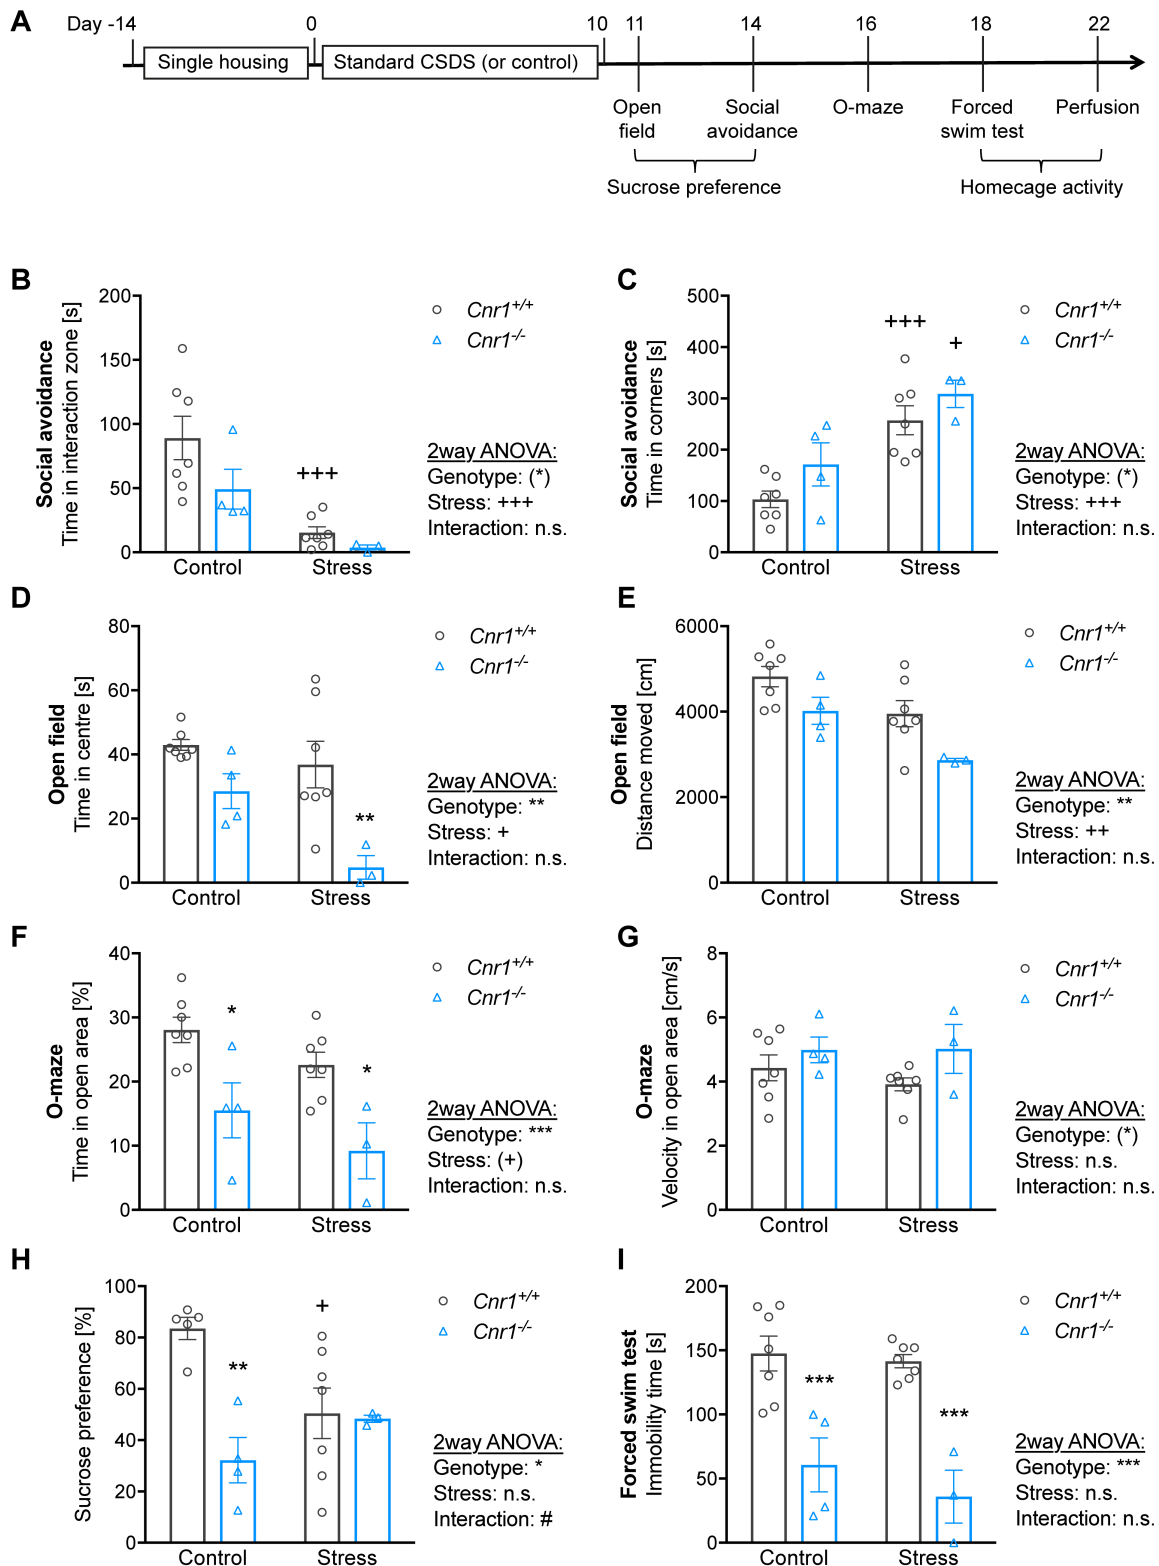 A
Day -14 0 10 11 14 16 18 22
Single housing
Standard CSDS (or control)
Open field
Social avoidance
O-maze
Forced swim test
Perfusion
Sucrose preference
Homecage activity
B
Social avoidance
Time in interaction zone [s]
200
150
100
50
0
+++
Control
Stress
Cnr1+/+
Cnr1-/-
2way ANOVA:
Genotype: (*)
Stress: +++
Interaction: n.s.
C
Social avoidance
Time in corners [s]
500
400
300
200
100
0
+++
+
Control
Stress
Cnr1+/+
Cnr1-/-
2way ANOVA:
Genotype: (*)
Stress: +++
Interaction: n.s.
D
Open field
Time in centre [s]
80
60
40
20
0
**
Control
Stress
Cnr1+/+
Cnr1-/-
2way ANOVA:
Genotype: **
Stress: +
Interaction: n.s.
E
Open field
Distance moved [cm]
6000
4000
2000
0
Control
Stress
Cnr1+/+
Cnr1-/-
2way ANOVA:
Genotype: **
Stress: ++
Interaction: n.s.
F
O-maze
Time in open area [%]
40
30
20
10
0
*
*
Control
Stress
Cnr1+/+
Cnr1-/-
2way ANOVA:
Genotype: ***
Stress: (+)
Interaction: n.s.
G
O-maze
Velocity in open area [cm/s]
8
6
4
2
0
Control
Stress
Cnr1+/+
Cnr1-/-
2way ANOVA:
Genotype: (*)
Stress: n.s.
Interaction: n.s.
H
Sucrose preference [%]
100
80
60
40
20
0
**
+
Control
Stress
Cnr1+/+
Cnr1-/-
2way ANOVA:
Genotype: *
Stress: n.s.
Interaction: #
I
Forced swim test
Immobility time [s]
200
150
100
50
0
***
***
Control
Stress
Cnr1+/+
Cnr1-/-
2way ANOVA:
Genotype: ***
Stress: n.s.
Interaction: n.s.